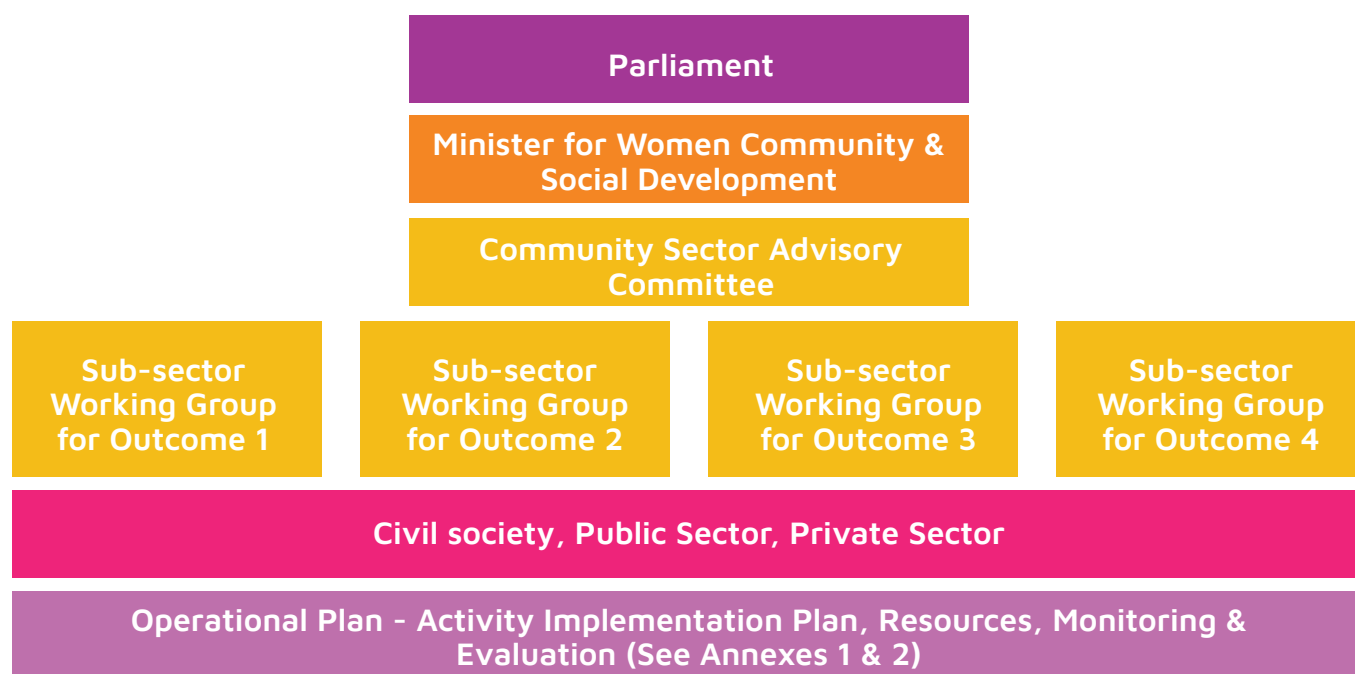 Parliament
Minister for Women Community &
Social Development
Community Sector Advisory
Committee
Sub-sector
Working Group
for Outcome 1
Sub-sector
Working Group
for Outcome 2
Sub-sector
Working Group
for Outcome 3
Sub-sector
Working Group
for Outcome 4
Civil society, Public Sector, Private Sector
Operational Plan - Activity Implementation Plan, Resources, Monitoring &
Evaluation (See Annexes 1 & 2)